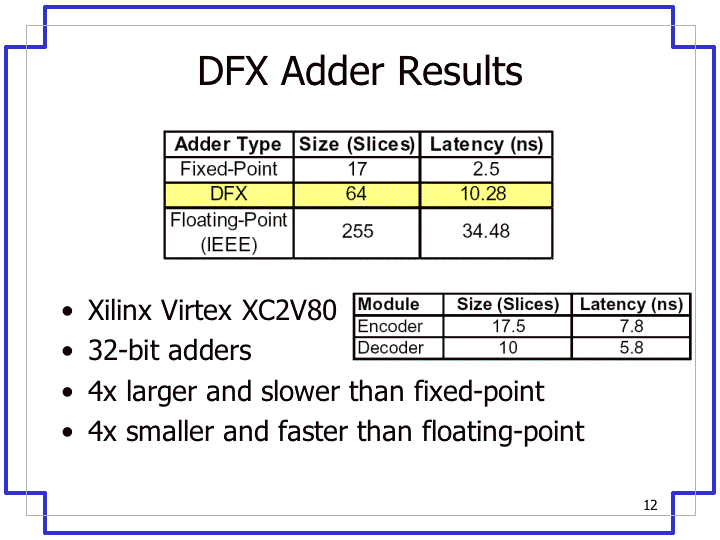 DFX Adder Results
Adder Type Size (Slices) Latency (ns)
Fixed-Point 17 2.5
DFX 64 10.28
Floating-Point (IEEE) 255 34.48
• Xilinx Virtex XC2V80
Module Size (Slices) Latency (ns)
Encoder 17.5 7.8
Decoder 10 5.8
• 32-bit adders
• 4x larger and slower than fixed-point
• 4x smaller and faster than floating-point
12